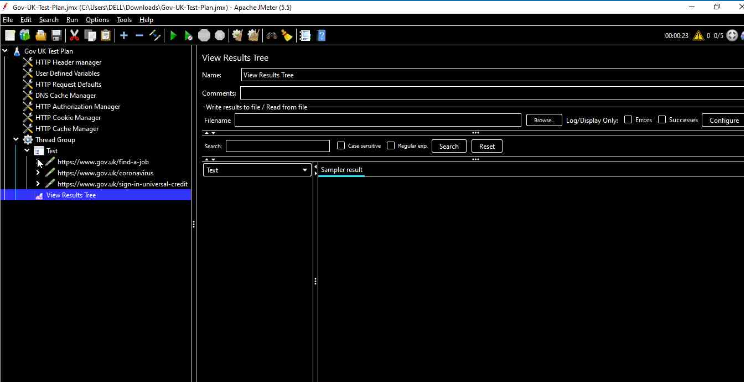 Gov-UK-Test-Plan.jmx (C:\Users\DELL\Downloads\Gov-UK-Test-Plan.jmx) - Apache JMeter (5.5)
File Edit Search Run Options Tools Help
00:00:23 0 0/5
Gov UK Test Plan
HTTP Header manager
User Defined Variables
HTTP Request Defaults
DNS Cache Manager
HTTP Authorization Manager
HTTP Cookie Manager
HTTP Cache Manager
Thread Group
Test
https://www.gov.uk/find-a-job
https://www.gov.uk/coronavirus
https://www.gov.uk/sign-in-universal-credit
View Results Tree
View Results Tree
Name: View Results Tree
Comments:
Write results to file / Read from file
Filename Browse... Log/Display Only: Errors Successes Configure
Search: Case sensitive Regular exp. Search Reset
Text Sampler result